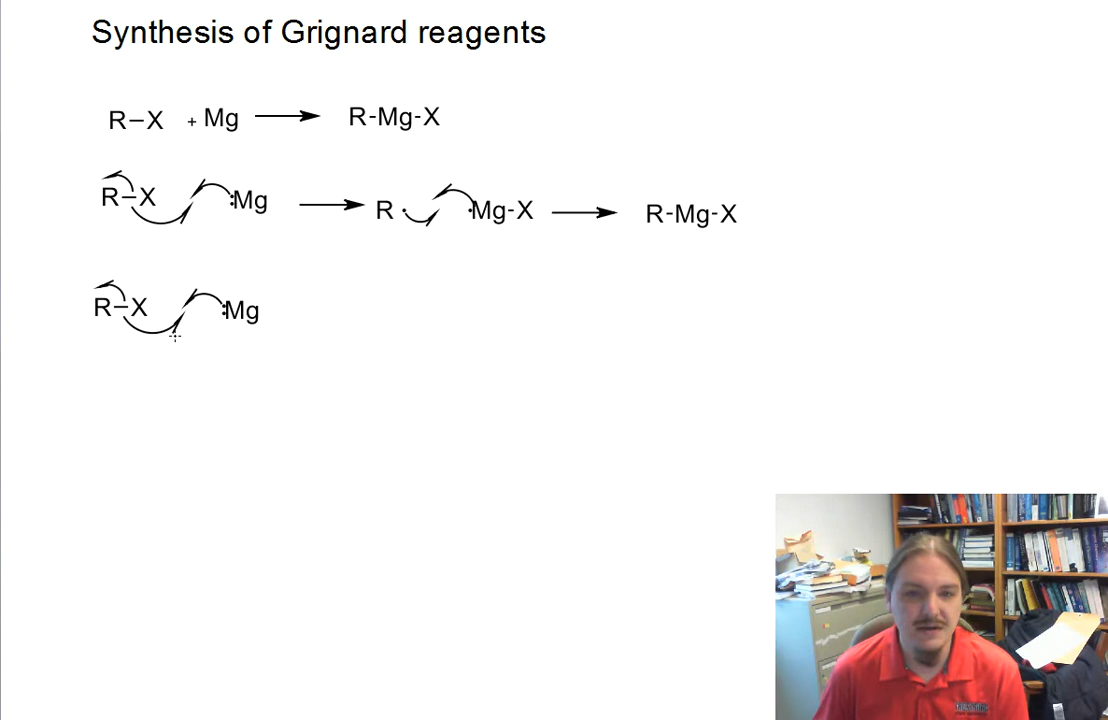 Synthesis of Grignard reagents
R–X + Mg ⟶ R-Mg-X
R–X :Mg ⟶ R· ·Mg-X ⟶ R-Mg-X
R–X :Mg